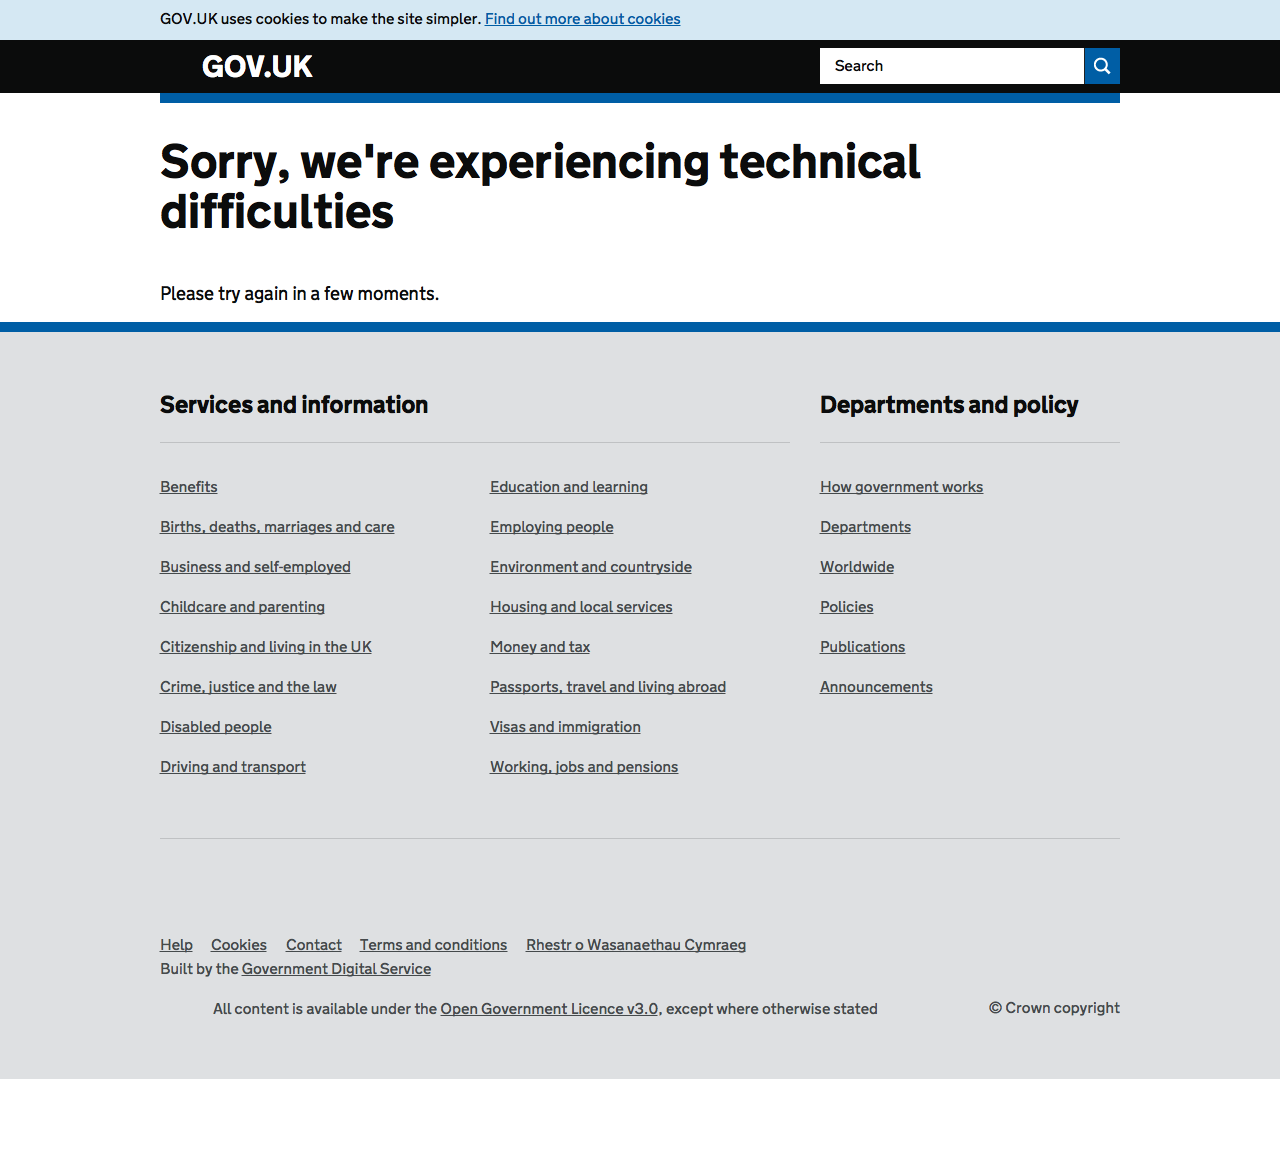 GOV.UK uses cookies to make the site simpler. Find out more about cookies
GOV.UK
Search
Sorry, we're experiencing technical
difficulties
Please try again in a few moments.
Services and information
Benefits
Births, deaths, marriages and care
Business and self-employed
Childcare and parenting
Citizenship and living in the UK
Crime, justice and the law
Disabled people
Driving and transport
Education and learning
Employing people
Environment and countryside
Housing and local services
Money and tax
Passports, travel and living abroad
Visas and immigration
Working, jobs and pensions
Departments and policy
How government works
Departments
Worldwide
Policies
Publications
Announcements
Help Cookies Contact Terms and conditions Rhestr o Wasanaethau Cymraeg
Built by the Government Digital Service
All content is available under the Open Government Licence v3.0, except where otherwise stated
© Crown copyright